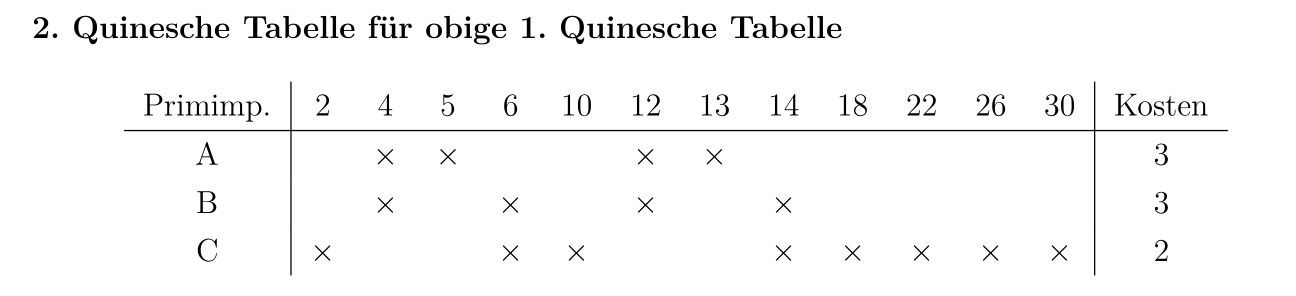 2. Quinesche Tabelle für obige 1. Quinesche Tabelle
Primimp. 2 4 5 6 10 12 13 14 18 22 26 30 Kosten
A × × × × 3
B × × × × 3
C × × × × × × × × 2